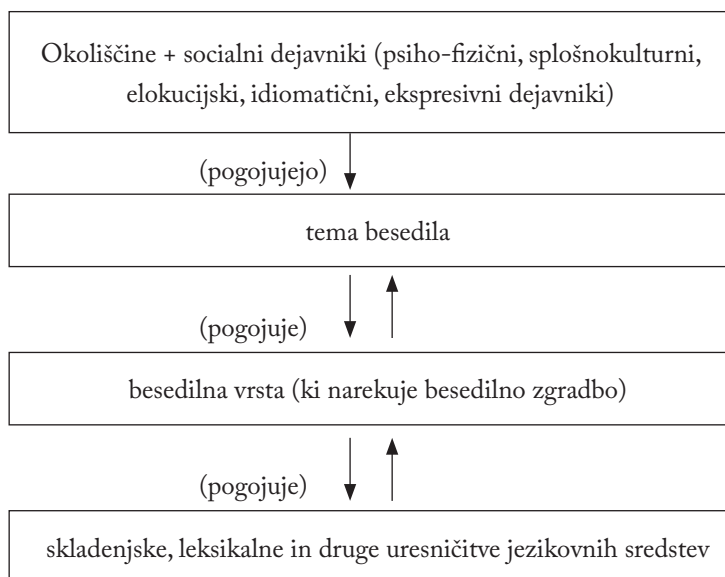 Okoliščine + socialni dejavniki (psiho-fizični, splošnokulturni,
elokucijski, idiomatični, ekspresivni dejavniki)
(pogojujejo)
tema besedila
(pogojuje)
besedilna vrsta (ki narekuje besedilno zgradbo)
(pogojuje)
skladenjske, leksikalne in druge uresničitve jezikovnih sredstev